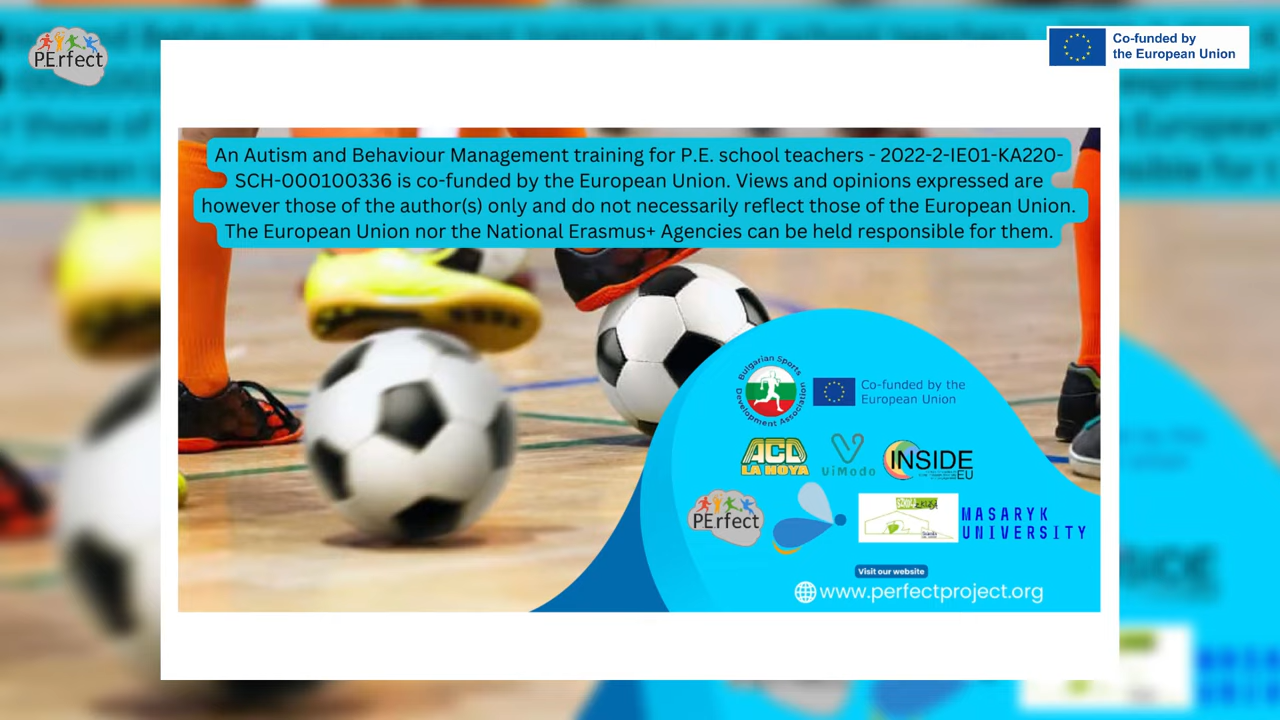 PErfect
Co-funded by
the European Union
An Autism and Behaviour Management training for P.E. school teachers - 2022-2-IE01-KA220-
SCH-000100336 is co-funded by the European Union. Views and opinions expressed are
however those of the author(s) only and do not necessarily reflect those of the European Union.
The European Union nor the National Erasmus+ Agencies can be held responsible for them.
Bulgarian Sports
Development Association
Co-funded by the
European Union
ACD
LA HOYA
UiModo
INSIDE
EU
PErfect
MASARYK
UNIVERSITY
Visit our website
www.perfectproject.org